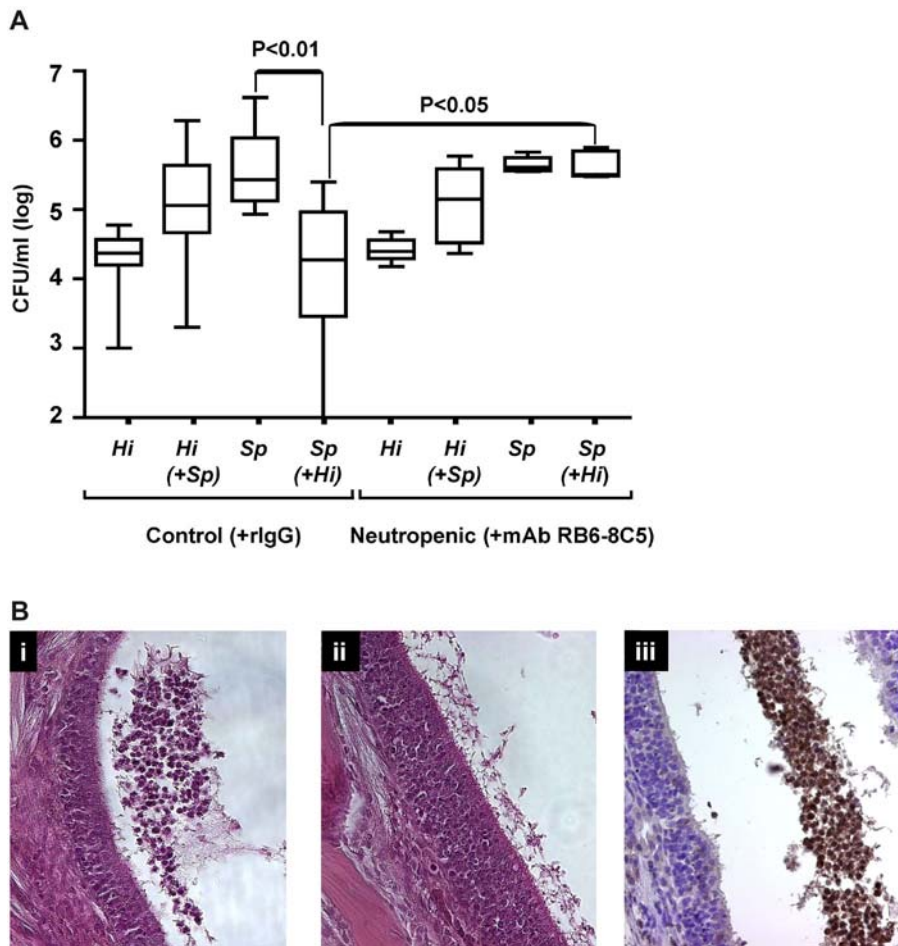 A
P<0.01
P<0.05
7
6
5
4
3
2
CFU/ml (log)
Hi Hi Sp Sp Hi Hi Sp Sp
(+Sp) (+Hi) (+Sp) (+Hi)
Control (+rIgG) Neutropenic (+mAb RB6-8C5)
B
i ii iii